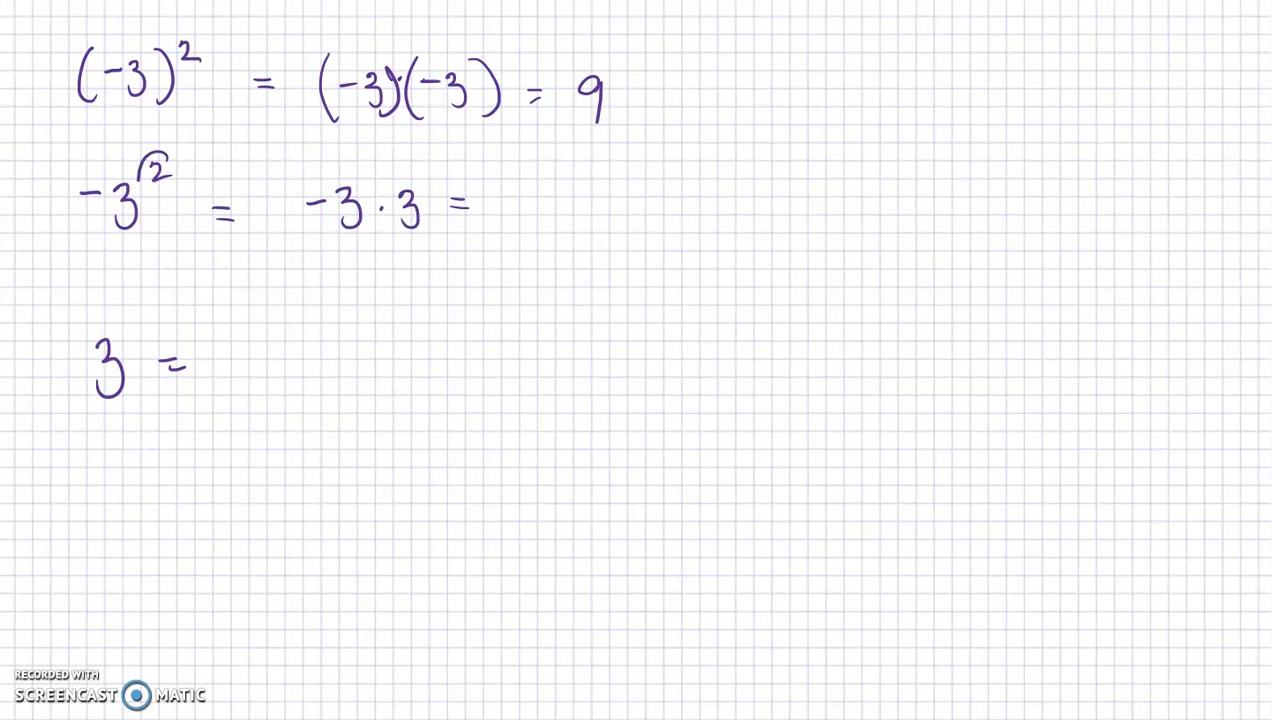 (-3)² = (-3)·(-3) = 9
-3² = -3·3 =
3 =
RECORDED WITH
SCREENCAST MATIC